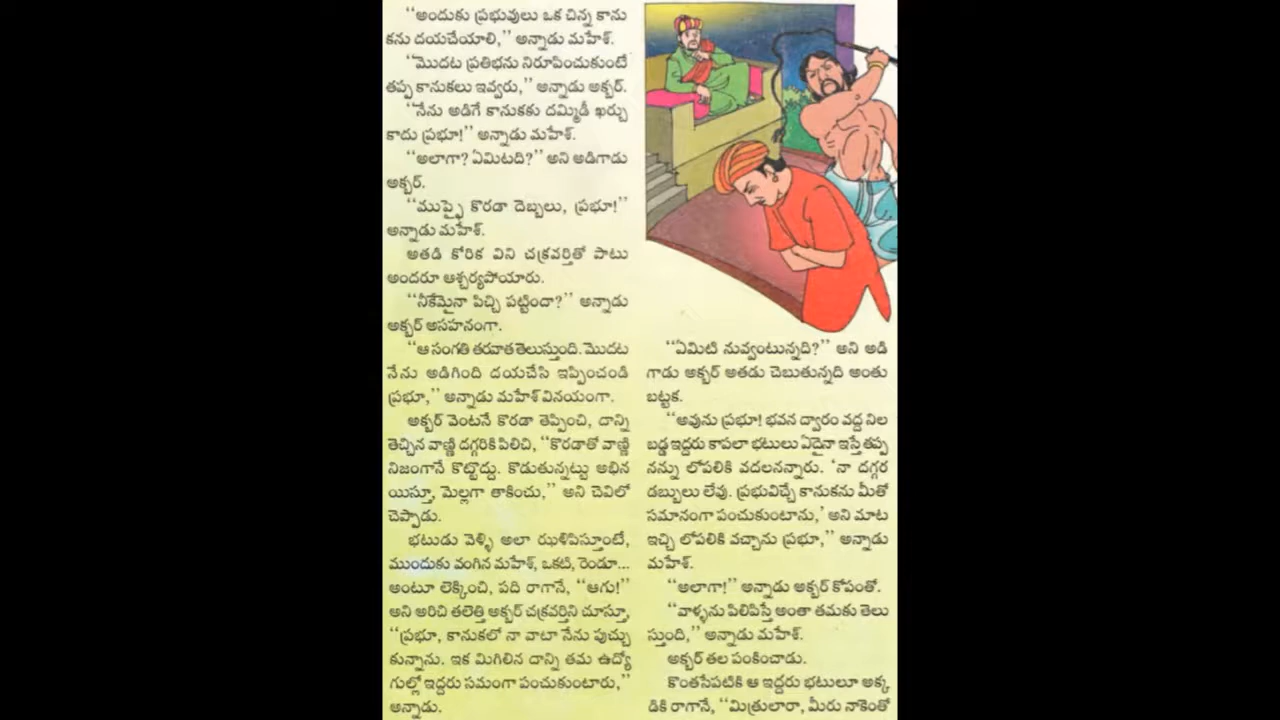 ‘‘అందుకు ప్రభువులు ఒక చిన్న కాను
కను దయచేయాలి,’’ అన్నాడు మహేశ్.
‘‘మొదట ప్రతిభను నిరూపించుకుంటే
తప్ప కానుకలు ఇవ్వరు,’’ అన్నాడు అక్బర్.
‘‘నేను అడిగే కానుకకు దమ్మిడీ ఖర్చు
కాదు ప్రభూ!’’ అన్నాడు మహేశ్.
‘‘అలాగా? ఏమిటది?’’ అని అడిగాడు
అక్బర్.
‘‘ముప్ఫై కొరడా దెబ్బలు, ప్రభూ!’’
అన్నాడు మహేశ్.
అతడి కోరిక విని చక్రవర్తితో పాటు
అందరూ ఆశ్చర్యపోయారు.
‘‘నీకేమైనా పిచ్చి పట్టిందా?’’ అన్నాడు
అక్బర్ అసహనంగా.
‘‘ఆ సంగతి తరవాత తెలుస్తుంది. మొదట
నేను అడిగింది దయచేసి ఇప్పించండి
ప్రభూ,’’ అన్నాడు మహేశ్ వినయంగా.
అక్బర్ వెంటనే కొరడా తెప్పించి, దాన్ని
తెచ్చిన వాణ్ణి దగ్గరికి పిలిచి, ‘‘కొరడాతో వాణ్ణి
నిజంగానే కొట్టొద్దు. కొడుతున్నట్టు అభిన
యిస్తూ, మెల్లగా తాకించు,’’ అని చెవిలో
చెప్పాడు.
భటుడు వెళ్ళి అలా ఝళిపిస్తూంటే,
ముందుకు వంగిన మహేశ్, ఒకటి, రెండూ...
అంటూ లెక్కించి, పది రాగానే, ‘‘ఆగు!’’
అని అరిచి తలెత్తి అక్బర్ చక్రవర్తిని చూస్తూ,
‘‘ప్రభూ, కానుకలో నా వాటా నేను పుచ్చు
కున్నాను. ఇక మిగిలిన దాన్ని తమ ఉద్యో
గుల్లో ఇద్దరు సమంగా పంచుకుంటారు,’’
అన్నాడు.
‘‘ఏమిటి నువ్వంటున్నది?’’ అని అడి
గాడు అక్బర్ అతడు చెబుతున్నది అంతు
బట్టక.
‘‘అవును ప్రభూ! భవన ద్వారం వద్ద నిల
బడ్డ ఇద్దరు కాపలా భటులు ఏదైనా ఇస్తే తప్ప
నన్ను లోపలికి వదలనన్నారు. ‘నా దగ్గర
డబ్బులు లేవు. ప్రభువిచ్చే కానుకను మీతో
సమానంగా పంచుకుంటాను,’ అని మాట
ఇచ్చి లోపలికి వచ్చాను ప్రభూ,’’ అన్నాడు
మహేశ్.
‘‘అలాగా!’’ అన్నాడు అక్బర్ కోపంతో.
‘‘వాళ్ళను పిలిపిస్తే అంతా తమకు తెలు
స్తుంది,’’ అన్నాడు మహేశ్.
అక్బర్ తల పంకించాడు.
కొంతసేపటికి ఆ ఇద్దరు భటులూ అక్క
డికి రాగానే, ‘‘మిత్రులారా, మీరు నాకెంతో